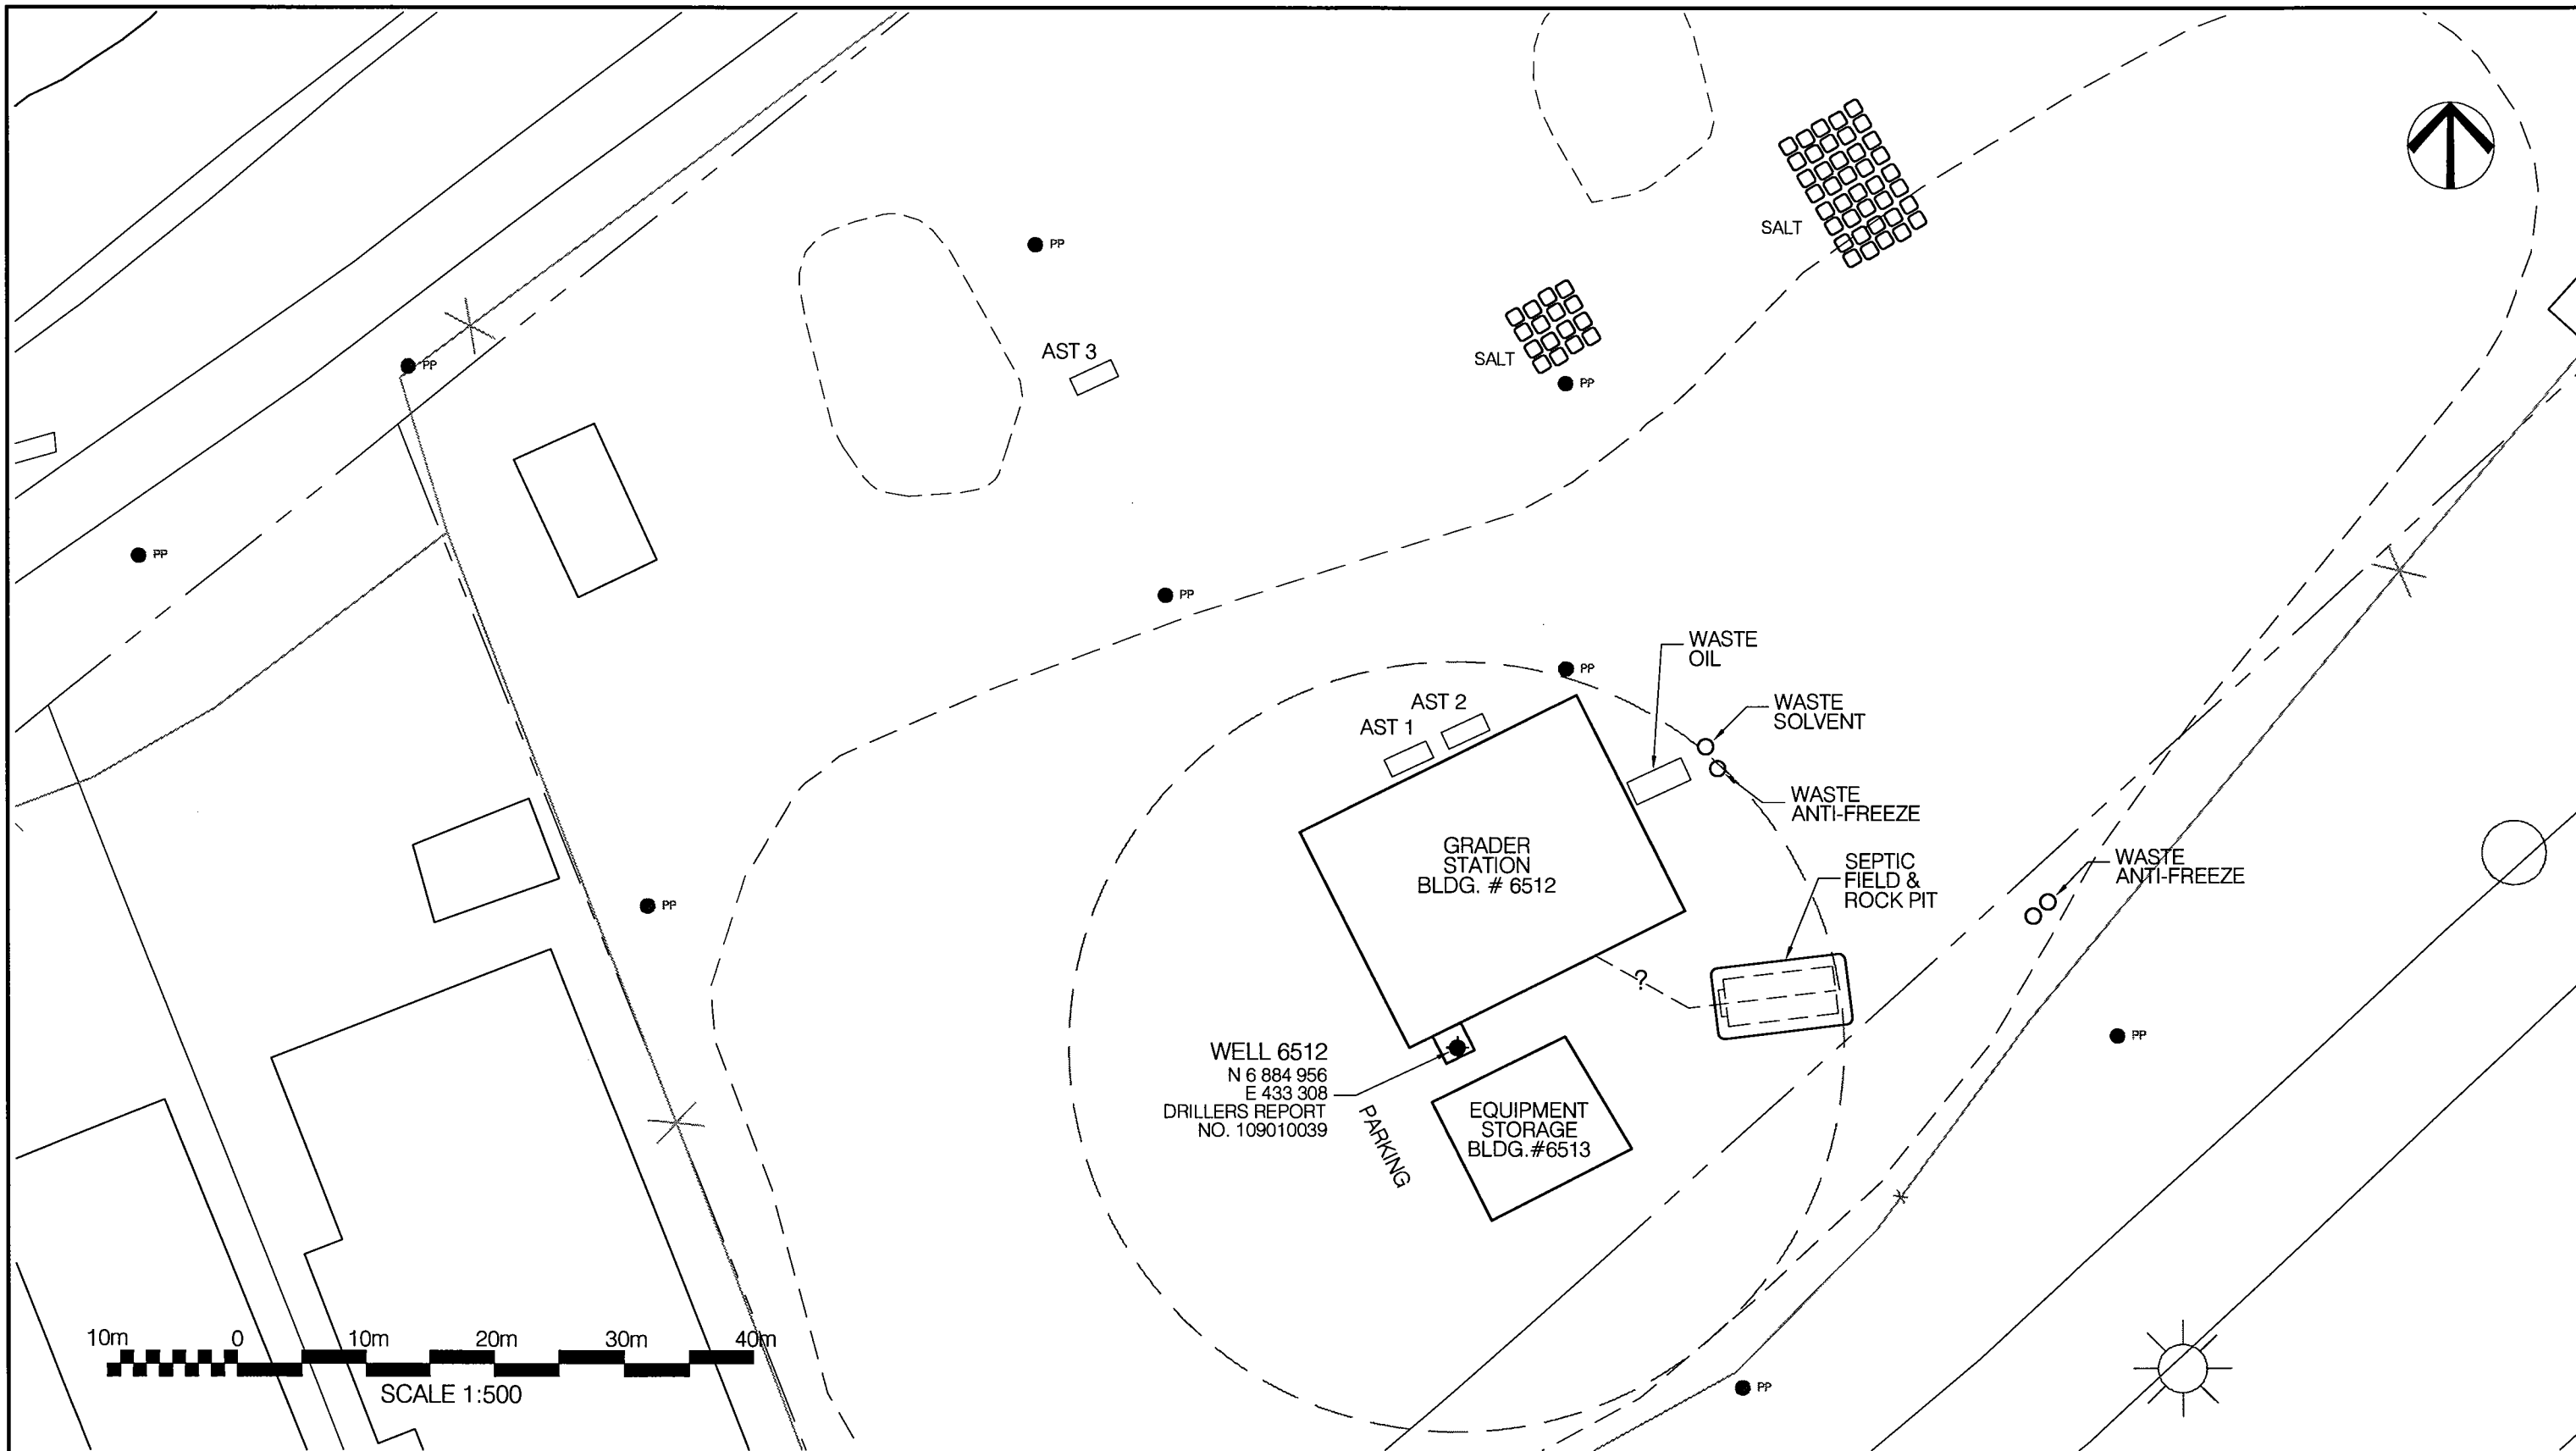 PP
SALT
AST 3
PP
SALT
PP
PP
PP
PP
WASTE
OIL
PP
AST 2
WASTE
SOLVENT
AST 1
WASTE
ANTI-FREEZE
GRADER
STATION
BLDG. # 6512
SEPTIC
FIELD &
ROCK PIT
WASTE
ANTI-FREEZE
PP
?
PP
WELL 6512
N 6 884 956
E 433 308
DRILLERS REPORT
NO. 109010039
PARKING
EQUIPMENT
STORAGE
BLDG.#6513
10m 0 10m 20m 30m 40m
SCALE 1:500
PP